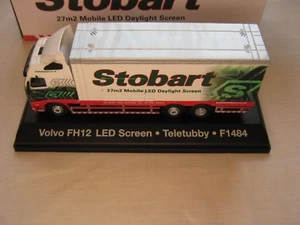 Stobart
27m2 Mobile LED Daylight Screen
Stobart
27m2 Mobile LED Daylight Screen
S
Volvo FH12 LED Screen • Teletubby • F1484